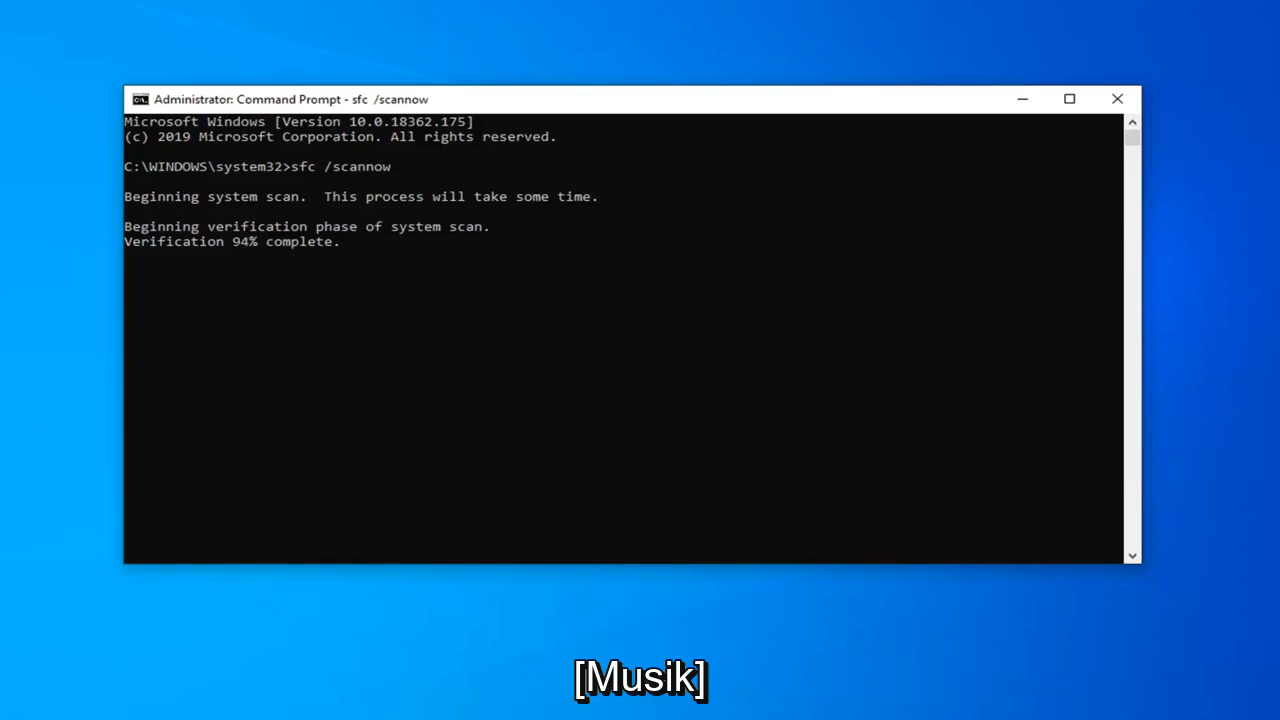 Administrator: Command Prompt - sfc  /scannow
Microsoft Windows [Version 10.0.18362.175]
(c) 2019 Microsoft Corporation. All rights reserved.
C:\WINDOWS\system32>sfc /scannow
Beginning system scan.  This process will take some time.
Beginning verification phase of system scan.
Verification 94% complete.
[Musik]